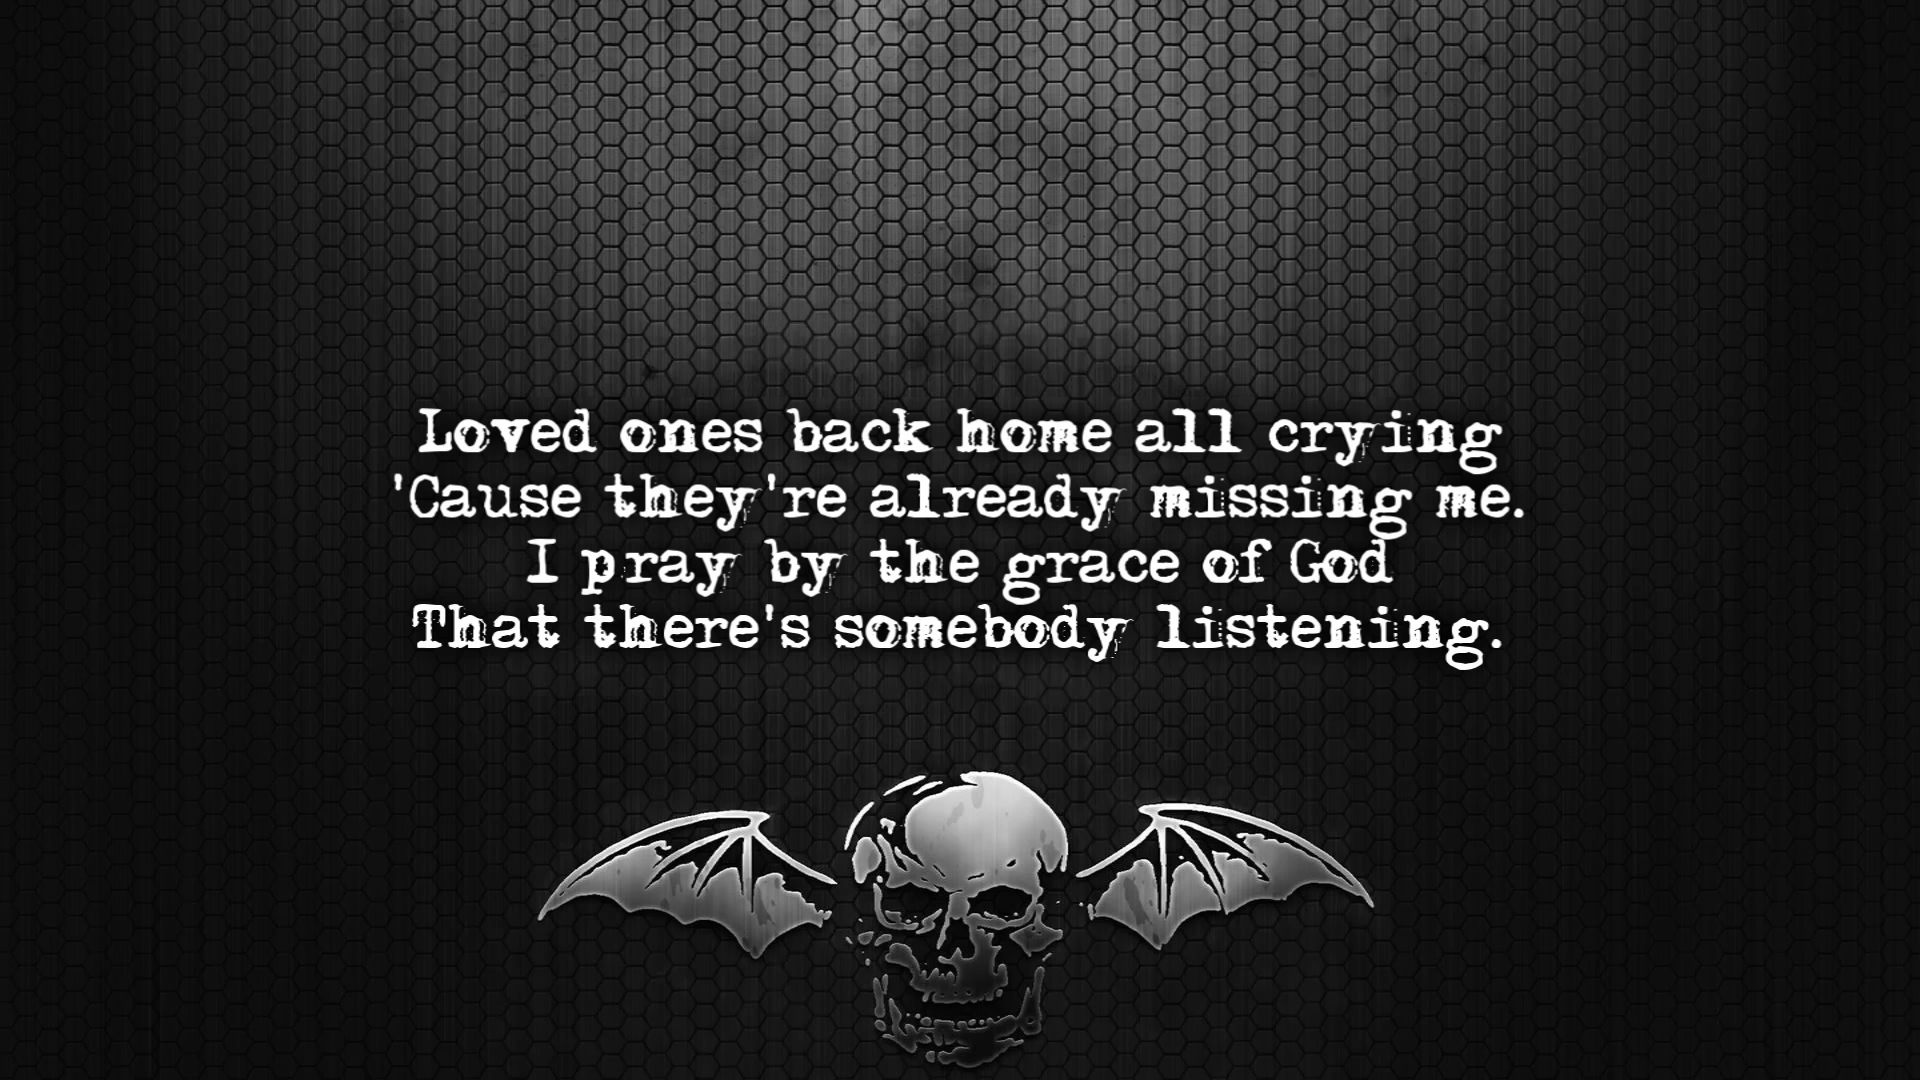 Loved ones back home all crying
'Cause they're already missing me.
I pray by the grace of God
That there's somebody listening.